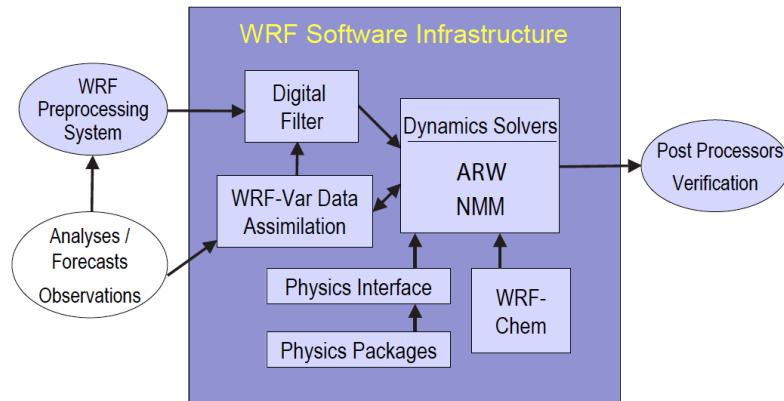 WRF Software Infrastructure
WRF
Preprocessing
System
Digital
Filter
Dynamics Solvers
ARW
NMM
Post Processors
Verification
WRF-Var Data
Assimilation
Analyses /
Forecasts
Observations
Physics Interface
WRF-
Chem
Physics Packages